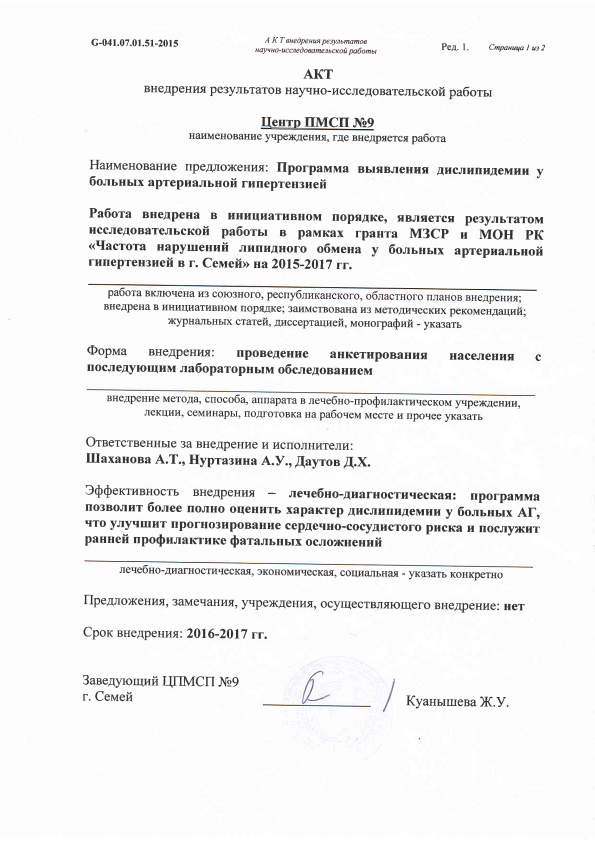 G-041.07.01.51-2015
А К Т внедрения результатов
научно-исследовательской работы
Ред. 1.
Страница 1 из 2
АКТ
внедрения результатов научно-исследовательской работы
Центр ПМСП №9
наименование учреждения, где внедряется работа
Наименование предложения: Программа выявления дислипидемии у
больных артериальной гипертензией
Работа внедрена в инициативном порядке, является результатом
исследовательской работы в рамках гранта МЗСР и МОН РК
«Частота нарушений липидного обмена у больных артериальной
гипертензией в г. Семей» на 2015-2017 гг.
работа включена из союзного, республиканского, областного планов внедрения;
внедрена в инициативном порядке; заимствована из методических рекомендаций;
журнальных статей, диссертацией, монографий - указать
Форма внедрения: проведение анкетирования населения с
последующим лабораторным обследованием
внедрение метода, способа, аппарата в лечебно-профилактическом учреждении,
лекции, семинары, подготовка на рабочем месте и прочее указать
Ответственные за внедрение и исполнители:
Шаханова А.Т., Нуртазина А.У., Даутов Д.Х.
Эффективность внедрения – лечебно-диагностическая: программа
позволит более полно оценить характер дислипидемии у больных АГ,
что улучшит прогнозирование сердечно-сосудистого риска и послужит
ранней профилактике фатальных осложнений
лечебно-диагностическая, экономическая, социальная - указать конкретно
Предложения, замечания, учреждения, осуществляющего внедрение: нет
Срок внедрения: 2016-2017 гг.
Заведующий ЦПМСП №9
г. Семей
Куанышева Ж.У.